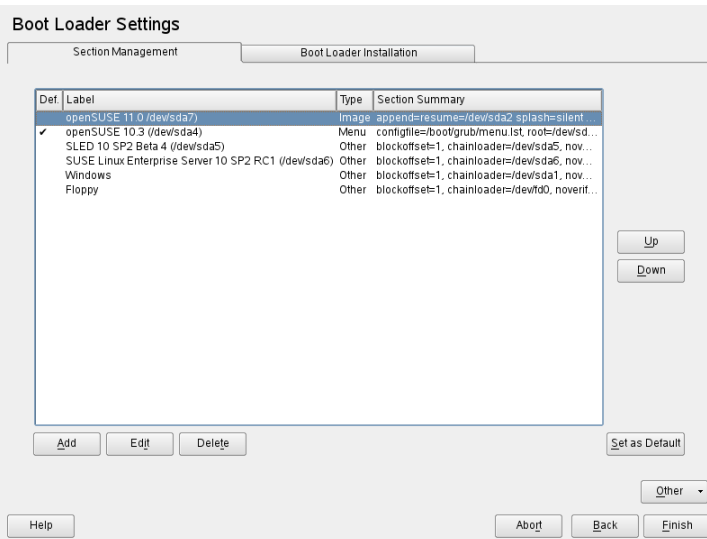 Boot Loader Settings
Section Management
Boot Loader Installation
Def. Label Type Section Summary
openSUSE 11.0 /dev/sda7) Image append=resume=/dev/sda2 splash=silent ...
✔ openSUSE 10.3 (/dev/sda4) Menu configfile=/boot/grub/menu.lst, root=/dev/sd...
SLED 10 SP2 Beta 4 (/dev/sda5) Other blockoffset=1, chainloader=/dev/sda5, nov...
SUSE Linux Enterprise Server 10 SP2 RC1 (/dev/sda6) Other blockoffset=1, chainloader=/dev/sda6, nov...
Windows Other blockoffset=1, chainloader=/dev/sda1, nov...
Floppy Other blockoffset=1, chainloader=/dev/fd0, noverif...
Up
Down
Add Edit Delete Set as Default
Other
Help Abort Back Finish